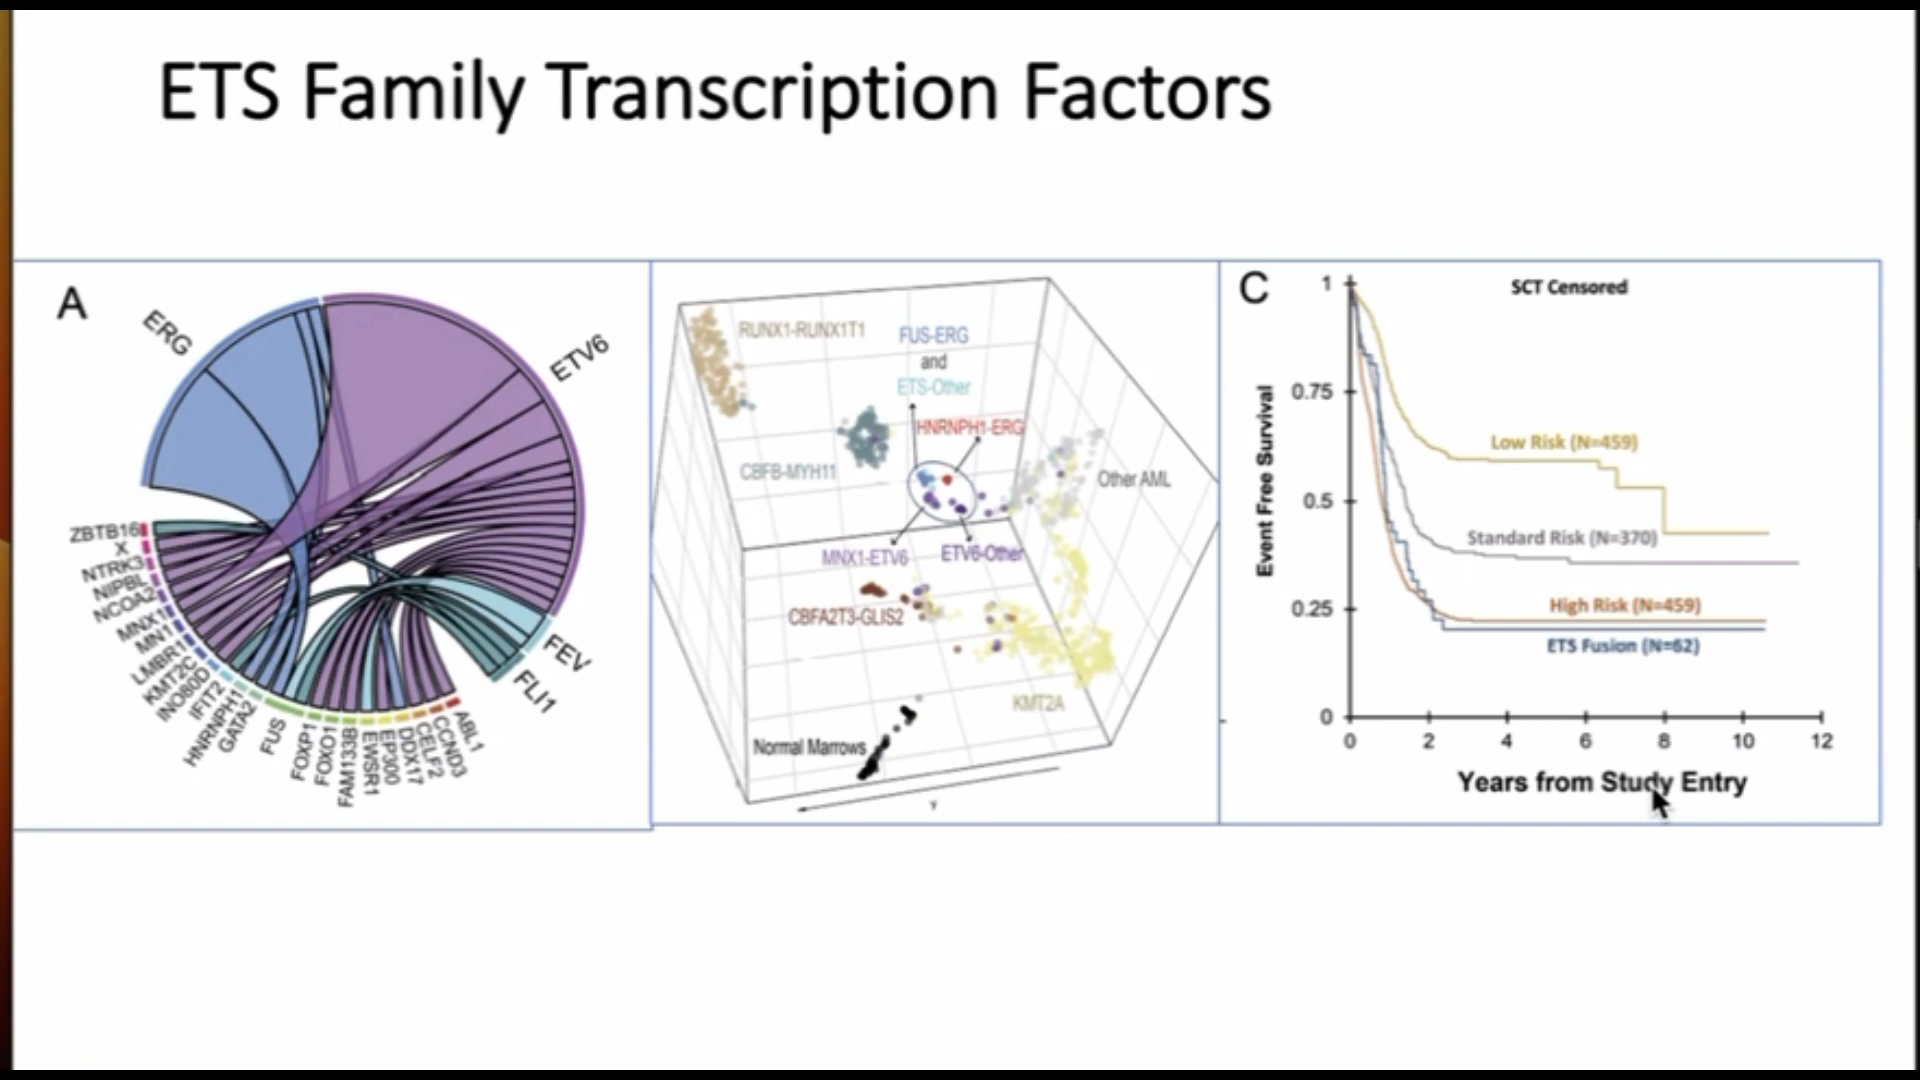 ETS Family Transcription Factors
A
ERG
ETV6
ZBTB16
X
NTRK3
NIPBL
NCOA2
MNX1
MN1
LMBR1
KMT2C
INO80D
IFIT2
HNRNPH1
GATA2
FUS
FOXP1
FOXO1
FAM133B
EWSR1
EP300
DDX17
CELF2
CCND3
ABL1
FLI1
FEV
RUNX1-RUNX1T1
FUS-ERG
and
ETS-Other
HNRNPH1-ERG
CBFB-MYH11
Other AML
MNX1-ETV6
ETV6-Other
CBFA2T3-GLIS2
KMT2A
Normal Marrows
y
C
SCT Censored
Event Free Survival
1
0.75
0.5
0.25
0
Low Risk (N=459)
Standard Risk (N=370)
High Risk (N=459)
ETS Fusion (N=62)
0 2 4 6 8 10 12
Years from Study Entry